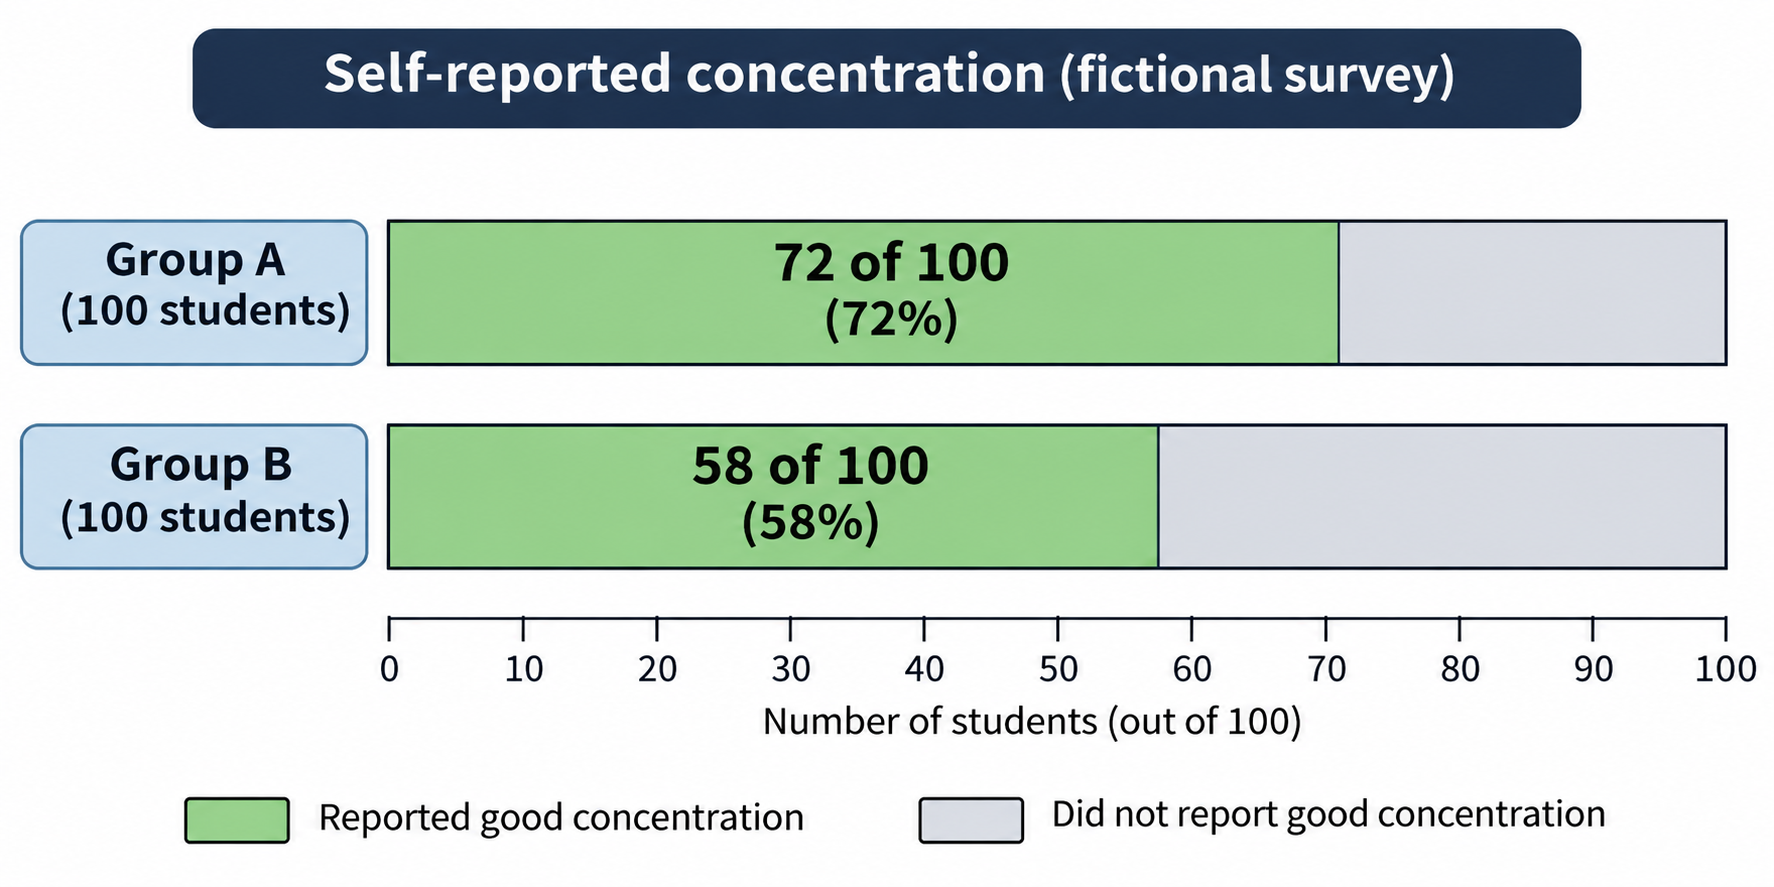 Self-reported concentration (fictional survey)
Group A
(100 students)
72 of 100
(72%)
Group B
(100 students)
58 of 100
(58%)
0 10 20 30 40 50 60 70 80 90 100
Number of students (out of 100)
Reported good concentration
Did not report good concentration